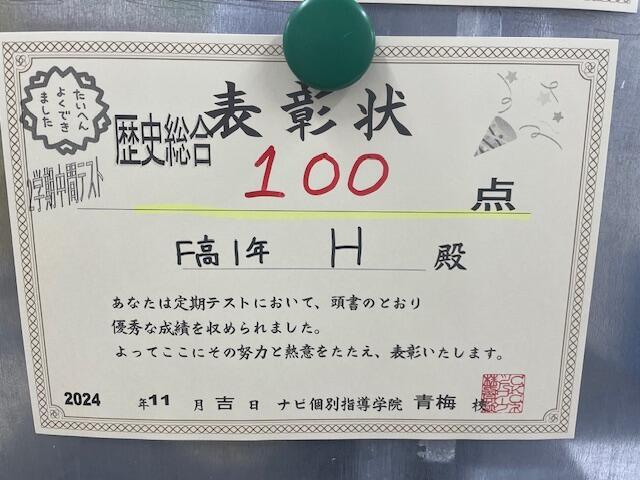 たいへん
よくでき
ました
表彰状
歴史総合
2学期中間テスト
100
点
F高1年 H 殿
あなたは定期テストにおいて、頭書のとおり
優秀な成績を収められました。
よってここにその努力と熱意をたたえ、表彰いたします。
2024 年11 月吉日 ナビ個別指導学院 青梅 校